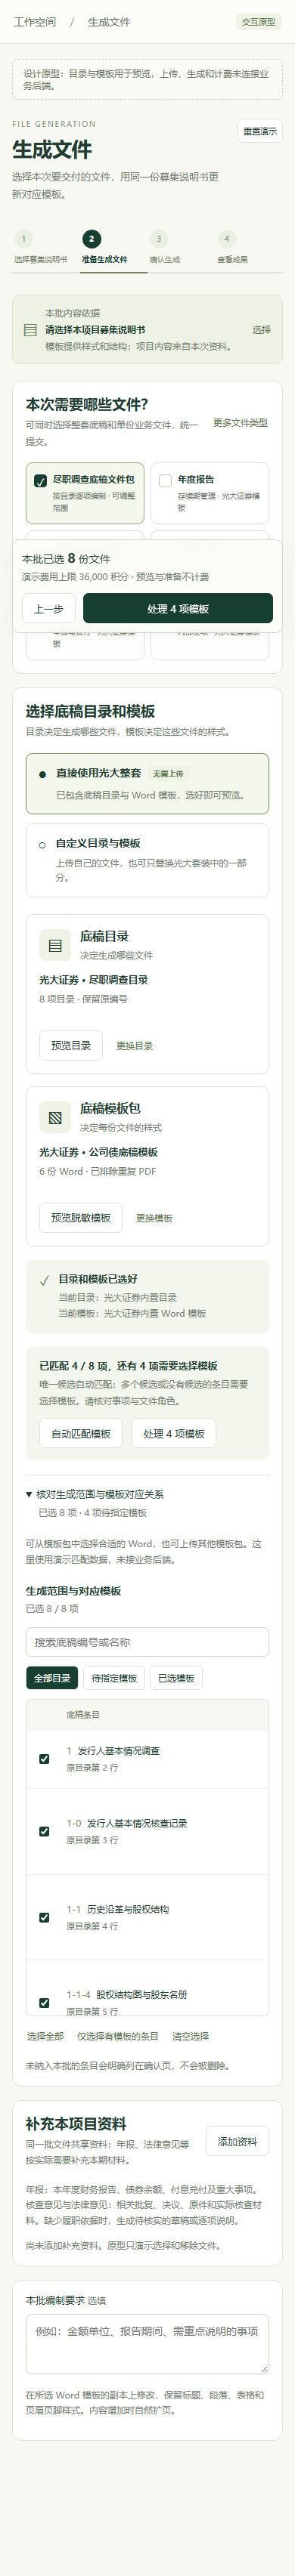 工作空间 / 生成文件
交互原型
设计原型：目录与模板用于预览，上传、生成和计费未连接业
务后端。
FILE GENERATION
重置演示
生成文件
选择本次要交付的文件，用同一份募集说明书更
新对应模板。
1 2 3 4
选择募集说明书 准备生成文件 确认生成 查看成果
本批内容依据
请选择本项目募集说明书
选择
模板提供样式和结构；项目内容来自本次资料。
本次需要哪些文件？
可同时选择整套底稿和单份业务文件，统一
提交。
更多文件类型
尽职调查底稿文件包
按目录逐项编制 · 可调整
范围
年度报告
存续期管理 · 光大证券模
板
本批已选 8 份文件
演示费用上限 36,000 积分 · 预览与准备不计费
上一步
处理 4 项模板
板
选择底稿目录和模板
目录决定生成哪些文件，模板决定这些文件的样式。
直接使用光大整套 无需上传
已包含底稿目录与 Word 模板，选好即可预览。
自定义目录与模板
上传自己的文件，也可只替换光大套装中的一部
分。
底稿目录
决定生成哪些文件
光大证券 • 尽职调查目录
8 项目录 · 保留原编号
预览目录
更换目录
底稿模板包
决定每份文件的样式
光大证券 • 公司债底稿模板
6 份 Word · 已排除重复 PDF
预览脱敏模板
更换模板
✓ 目录和模板已选好
当前目录：光大证券内置目录
当前模板：光大证券内置 Word 模板
已匹配 4 / 8 项，还有 4 项需要选择模板
唯一候选自动匹配；多个候选或没有候选的条目需要
选择模板。请核对事项与文件角色。
自动匹配模板
处理 4 项模板
▼ 核对生成范围与模板对应关系
已选 8 项 · 4 项待指定模板
可从模板包中选择合适的 Word，也可上传其他模板包。这
里使用演示匹配数据，未接业务后端。
生成范围与对应模板
已选 8 / 8 项
搜索底稿编号或名称
全部目录 待指定模板 已选模板
底稿条目
1 发行人基本情况调查
原目录第 2 行
1-0 发行人基本情况核查记录
原目录第 3 行
1-1 历史沿革与股权结构
原目录第 4 行
1-1-4 股权结构图与股东名册
原目录第 5 行
选择全部 仅选择有模板的条目 清空选择
未纳入本批的条目会明确列在确认页，不会被删除。
补充本项目资料
同一批文件共享资料；年报、法律意见等
按实际需要补充本期材料。
添加资料
年报：本年度财务报告、债券余额、付息兑付及重大事项。
核查意见与法律意见：相关批复、决议、原件和实际核查材
料。缺少履职依据时，生成待核实的草稿或逐项说明。
尚未添加补充资料。原型只演示选择和移除文件。
本批编制要求 选填
例如：金额单位、报告期间、需重点说明的事项
在所选 Word 模板的副本上修改，保留标题、段落、表格和
页眉页脚样式。内容增加时自然扩页。